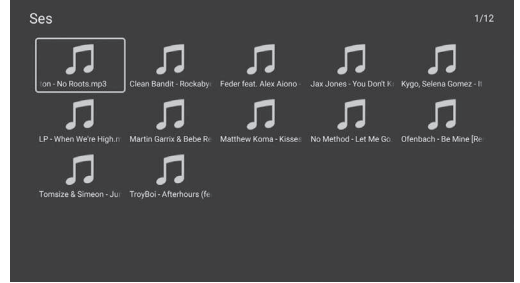 Ses
1/12
ton - No Roots.mp3
Clean Bandit - Rockaby
Feder feat. Alex Aiono -
Jax Jones - You Don't K
Kygo, Selena Gomez - It
LP - When We're High.m
Martin Garrix & Bebe Re
Matthew Koma - Kisses
No Method - Let Me Go.
Ofenbach - Be Mine [Re
Tomsize & Simeon - Ju
TroyBoi - Afterhours (fe